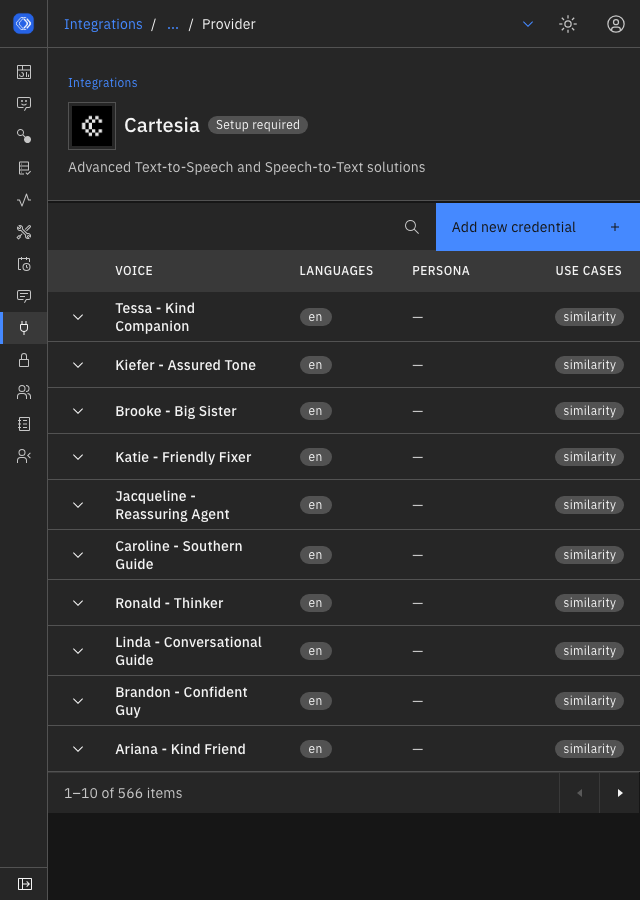 Integrations / ... / Provider
Integrations
Cartesia Setup required
Advanced Text-to-Speech and Speech-to-Text solutions
Add new credential +
VOICE LANGUAGES PERSONA USE CASES
Tessa - Kind
Companion en — similarity
Kiefer - Assured Tone en — similarity
Brooke - Big Sister en — similarity
Katie - Friendly Fixer en — similarity
Jacqueline -
Reassuring Agent en — similarity
Caroline - Southern
Guide en — similarity
Ronald - Thinker en — similarity
Linda - Conversational
Guide en — similarity
Brandon - Confident
Guy en — similarity
Ariana - Kind Friend en — similarity
1–10 of 566 items